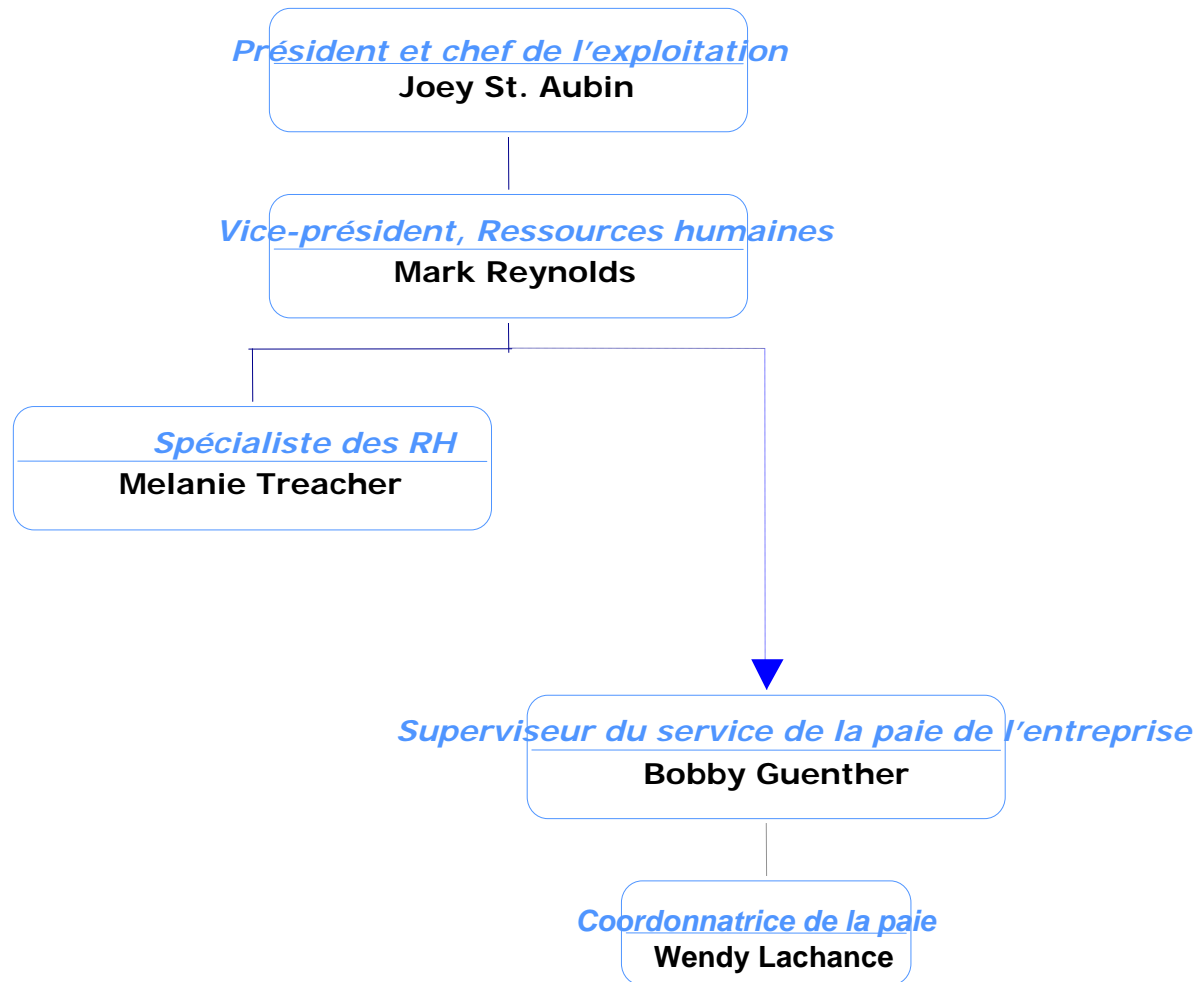 Président et chef de l'exploitation
Joey St. Aubin
Vice-président, Ressources humaines
Mark Reynolds
Spécialiste des RH
Melanie Treacher
Superviseur du service de la paie de l'entreprise
Bobby Guenther
Coordonnatrice de la paie
Wendy Lachance